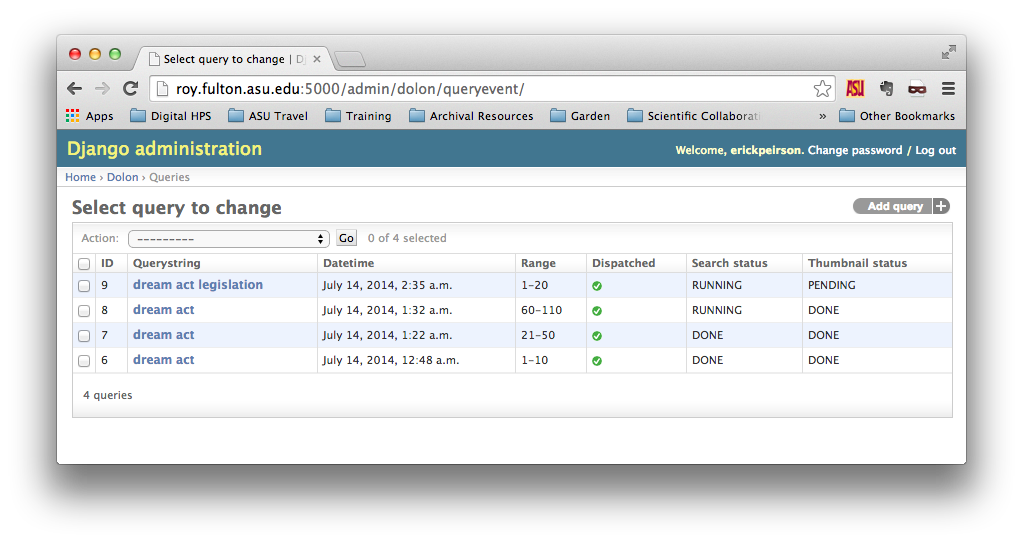 Select query to change | Dj
roy.fulton.asu.edu:5000/admin/dolon/queryevent/
ASU
Apps Digital HPS ASU Travel Training Archival Resources Garden Scientific Collaborati » Other Bookmarks
Django administration
Welcome, erickpeirson. Change password / Log out
Home › Dolon › Queries
Select query to change
Add query +
Action: --------- Go 0 of 4 selected
ID Querystring Datetime Range Dispatched Search status Thumbnail status
9 dream act legislation July 14, 2014, 2:35 a.m. 1-20 RUNNING PENDING
8 dream act July 14, 2014, 1:32 a.m. 60-110 RUNNING DONE
7 dream act July 14, 2014, 1:22 a.m. 21-50 DONE DONE
6 dream act July 14, 2014, 12:48 a.m. 1-10 DONE DONE
4 queries